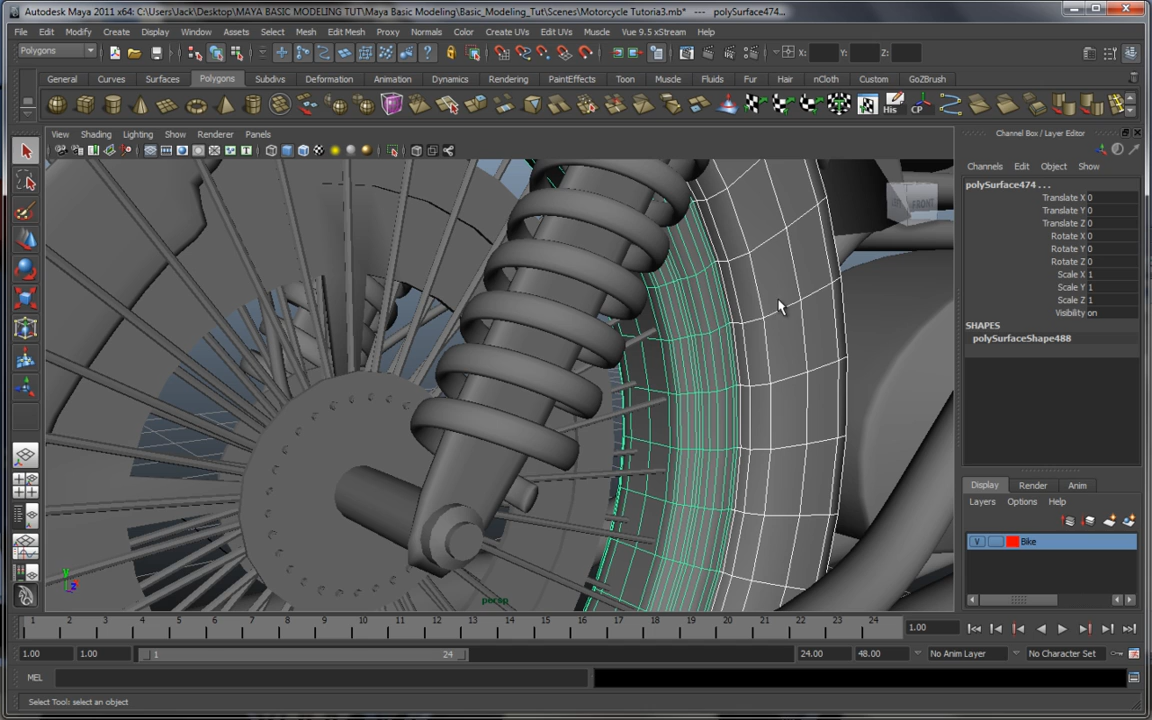 Autodesk Maya 2011 x64: C:\Users\Jack\Desktop\MAYA BASIC MODELING TUT\Maya Basic Modeling\Basic_Modeling_Tut\Scenes\Motorcycle Tutoria3.mb* --- polySurface474...
File Edit Modify Create Display Window Assets Select Mesh Edit Mesh Proxy Normals Color Create UVs Edit UVs Muscle Vue 9.5 xStream Help
Polygons X: Y: Z:
General Curves Surfaces Polygons Subdivs Deformation Animation Dynamics Rendering PaintEffects Toon Muscle Fluids Fur Hair nCloth Custom GoZBrush
His CP
View Shading Lighting Show Renderer Panels
Channel Box / Layer Editor
Channels Edit Object Show
polySurface474 . . .
Translate X 0
Translate Y 0
Translate Z 0
Rotate X 0
Rotate Y 0
Rotate Z 0
Scale X 1
Scale Y 1
Scale Z 1
Visibility on
SHAPES
polySurfaceShape488
FRONT
Display Render Anim
Layers Options Help
V Bike
y
z
persp
1 2 3 4 5 6 7 8 9 10 11 12 13 14 15 16 17 18 19 20 21 22 23 24 1.00
1.00 1.00 1 24 24.00 48.00 No Anim Layer No Character Set
MEL
Select Tool: select an object